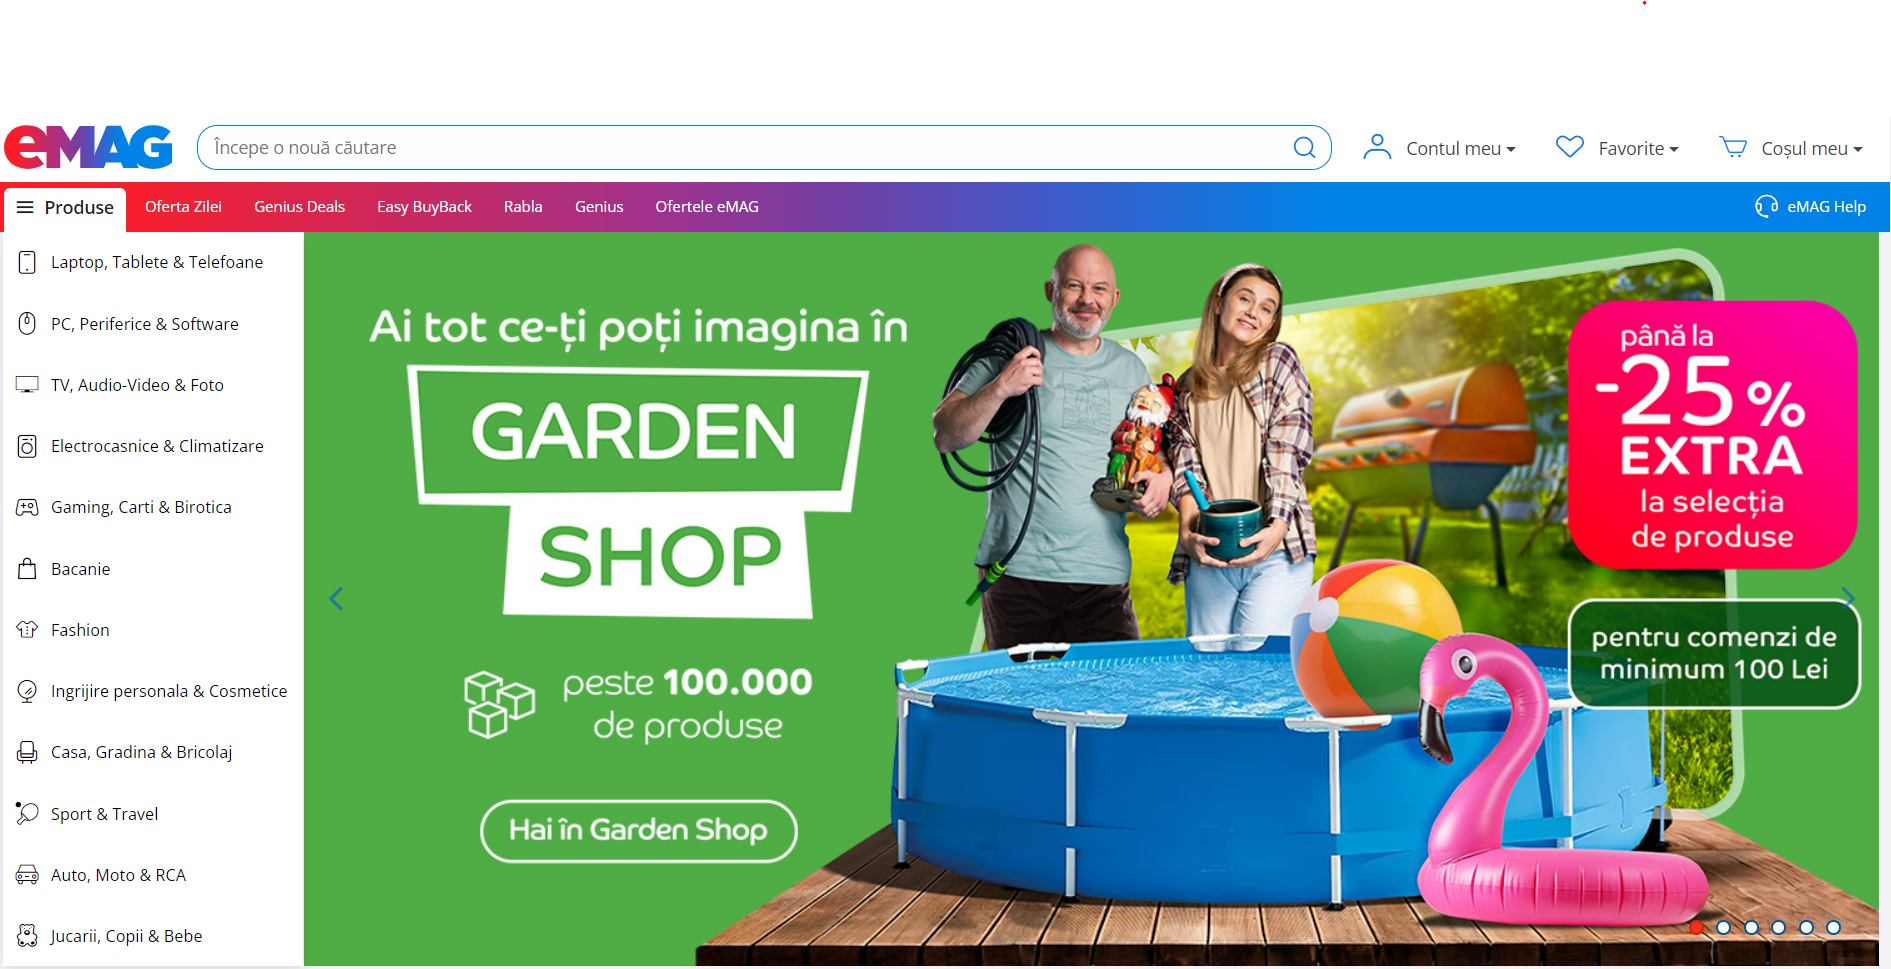 eMAG
Începe o nouă căutare
Contul meu
Favorite
Coșul meu
Produse
Oferta Zilei
Genius Deals
Easy BuyBack
Rabla
Genius
Ofertele eMAG
eMAG Help
Laptop, Tablete & Telefoane
PC, Periferice & Software
TV, Audio-Video & Foto
Electrocasnice & Climatizare
Gaming, Carti & Birotica
Bacanie
Fashion
Ingrijire personala & Cosmetice
Casa, Gradina & Bricolaj
Sport & Travel
Auto, Moto & RCA
Jucarii, Copii & Bebe
Ai tot ce-ți poți imagina în
GARDEN
SHOP
peste 100.000
de produse
Hai în Garden Shop
până la
-25%
EXTRA
la selecția
de produse
pentru comenzi de
minimum 100 Lei